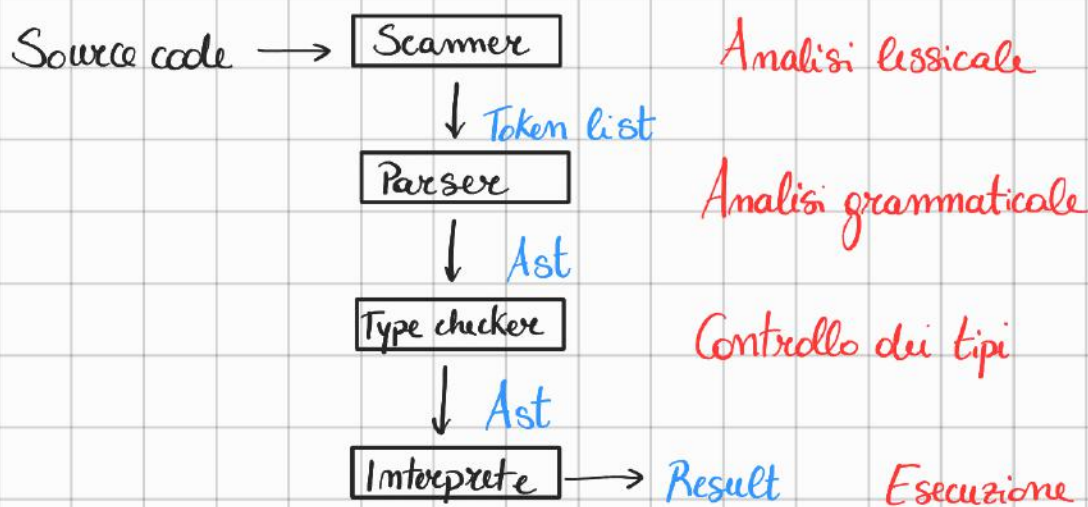 Source code → Scanner Analisi lessicale
↓ Token list
Parser Analisi grammaticale
↓ Ast
Type checker Controllo dei tipi
↓ Ast
Interprete → Result Esecuzione